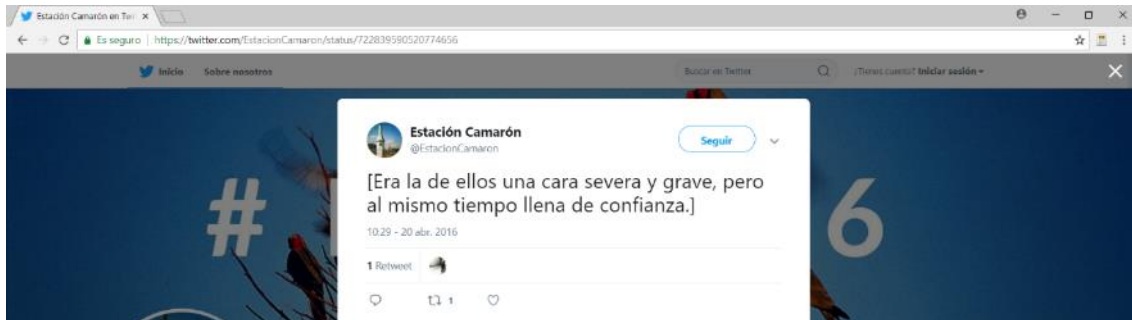 Estación Camarón en Twi
Es seguro https://twitter.com/EstacionCamaron/status/722839590520774656
Inicio Sobre nosotros Buscar en Twitter ¿Tienes cuenta? Iniciar sesión
Estación Camarón
@EstacionCamaron
Seguir
[Era la de ellos una cara severa y grave, pero
al mismo tiempo llena de confianza.]
10:29 - 20 abr. 2016
1 Retweet
1
# 6